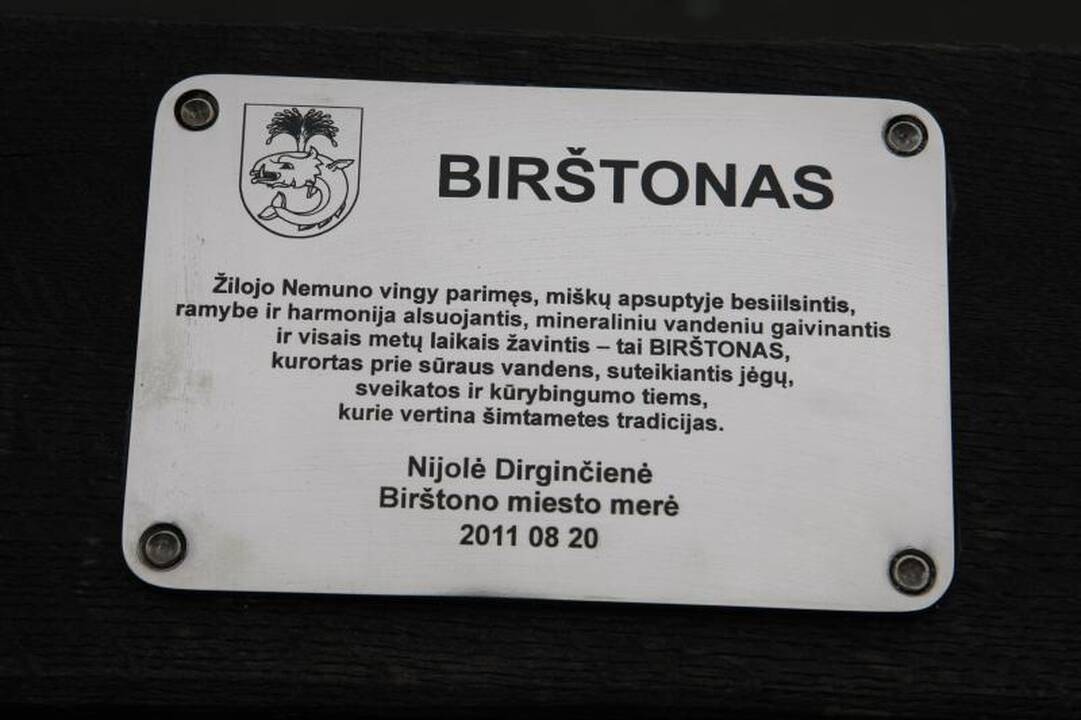 BIRŠTONAS
Žilojo Nemuno vingy parimęs, miškų apsuptyje besiilsintis,
ramybe ir harmonija alsuojantis, mineraliniu vandeniu gaivinantis
ir visais metų laikais žavintis – tai BIRŠTONAS,
kurortas prie sūraus vandens, suteikiantis jėgų,
sveikatos ir kūrybingumo tiems,
kurie vertina šimtametes tradicijas.
Nijolė Dirginčienė
Birštono miesto merė
2011 08 20